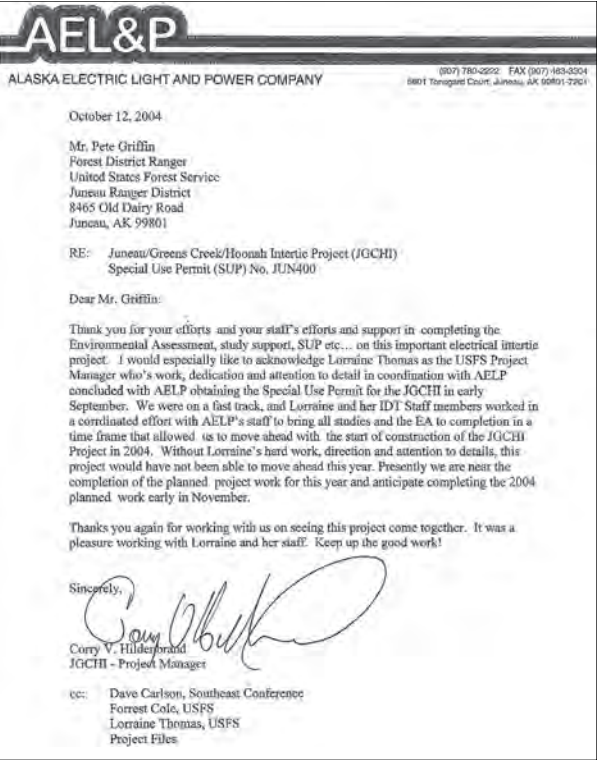 AEL&P
ALASKA ELECTRIC LIGHT AND POWER COMPANY
(907) 780-2222 FAX (907) 463-3304
5601 Tonsgard Court, Juneau, AK 99801-7201
October 12, 2004
Mr. Pete Griffin
Forest District Ranger
United States Forest Service
Juneau Ranger District
8465 Old Dairy Road
Juneau, AK 99801
RE: Juneau/Greens Creek/Hoonah Intertie Project (JGCHI)
Special Use Permit (SUP) No. JUN400
Dear Mr. Griffin:
Thank you for your efforts and your staff's efforts and support in completing the
Environmental Assessment, study support, SUP etc... on this important electrical intertie
project. I would especially like to acknowledge Lorraine Thomas as the USFS Project
Manager who's work, dedication and attention to detail in coordination with AELP
concluded with AELP obtaining the Special Use Permit for the JGCHI in early
September. We were on a fast track, and Lorraine and her IDT Staff members worked in
a corrdinated effort with AELP's staff to bring all studies and the EA to completion in a
time frame that allowed us to move ahead with the start of construction of the JGCHI
Project in 2004. Without Lorraine's hard work, direction and attention to details, this
project would have not been able to move ahead this year. Presently we are near the
completion of the planned project work for this year and anticipate completing the 2004
planned work early in November.
Thanks you again for working with us on seeing this project come together. It was a
pleasure working with Lorraine and her staff. Keep up the good work!
Sincerely,
Corry V. Hildenbrand
JGCHI - Project Manager
cc: Dave Carlson, Southeast Conference
Forrest Cole, USFS
Lorraine Thomas, USFS
Project Files